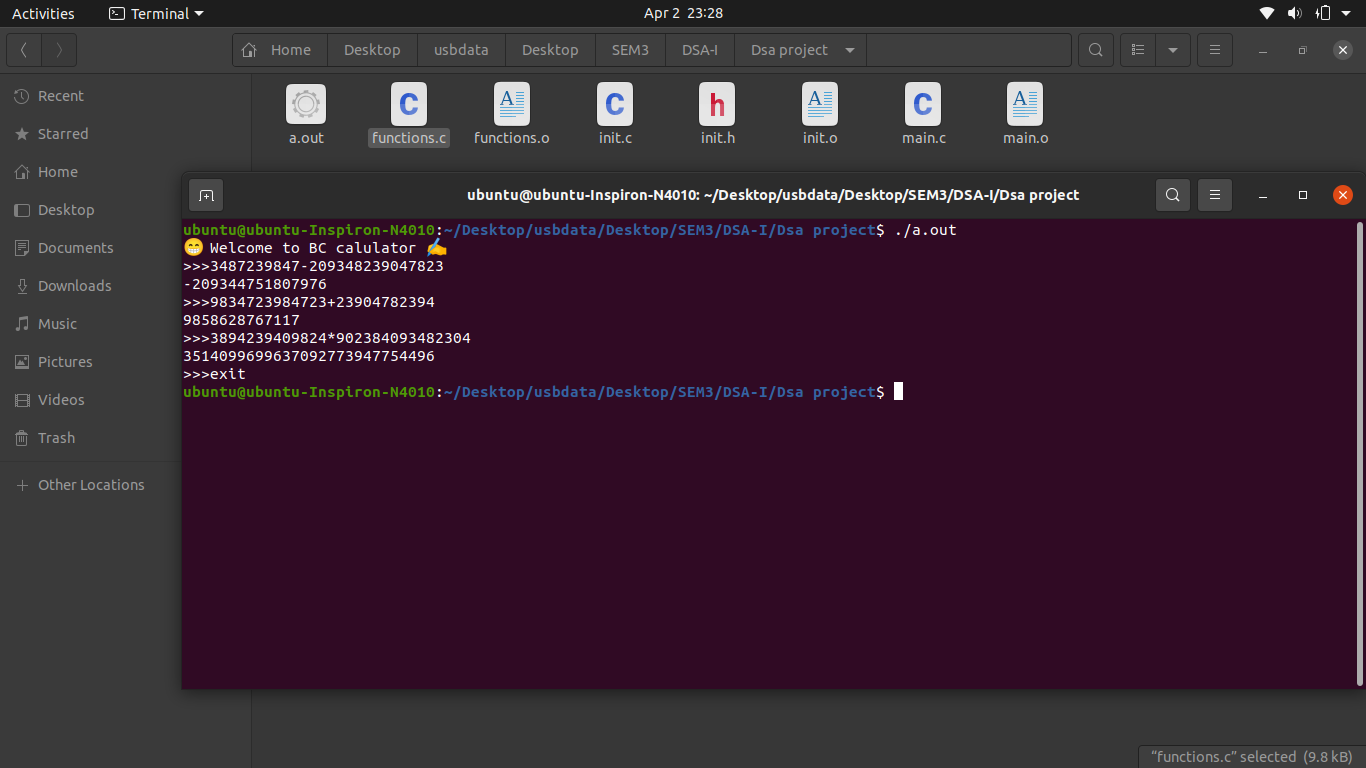 Activities Terminal Apr 2 23:28
Home Desktop usbdata Desktop SEM3 DSA-I Dsa project
Recent
Starred
Home
Desktop
Documents
Downloads
Music
Pictures
Videos
Trash
Other Locations
a.out functions.c functions.o init.c init.h init.o main.c main.o
ubuntu@ubuntu-Inspiron-N4010: ~/Desktop/usbdata/Desktop/SEM3/DSA-I/Dsa project
ubuntu@ubuntu-Inspiron-N4010:~/Desktop/usbdata/Desktop/SEM3/DSA-I/Dsa project$ ./a.out
😁 Welcome to BC calulator ✍
>>>3487239847-209348239047823
-209344751807976
>>>9834723984723+23904782394
9858628767117
>>>3894239409824*902384093482304
3514099699637092773947754496
>>>exit
ubuntu@ubuntu-Inspiron-N4010:~/Desktop/usbdata/Desktop/SEM3/DSA-I/Dsa project$
“functions.c” selected (9.8 kB)